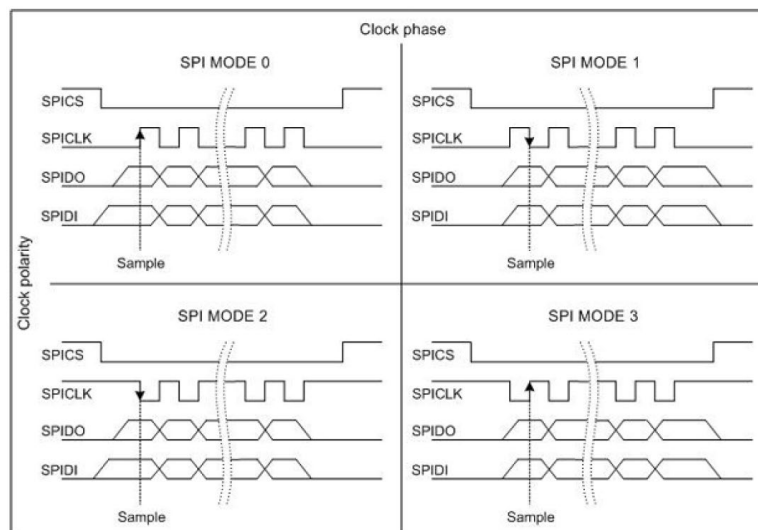 Clock phase
Clock polarity
SPI MODE 0
SPICS
SPICLK
SPIDO
SPIDI
Sample
SPI MODE 1
SPICS
SPICLK
SPIDO
SPIDI
Sample
SPI MODE 2
SPICS
SPICLK
SPIDO
SPIDI
Sample
SPI MODE 3
SPICS
SPICLK
SPIDO
SPIDI
Sample